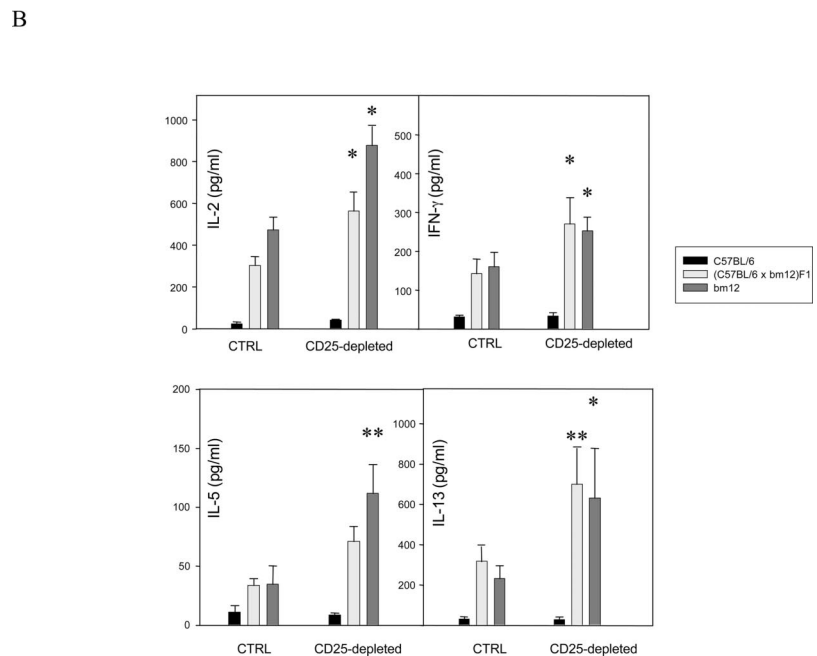 B
1000
800
600
400
200
0
IL-2 (pg/ml)
*
*
CTRL
CD25-depleted
500
400
300
200
100
IFN-γ (pg/ml)
*
*
CTRL
CD25-depleted
C57BL/6
(C57BL/6 x bm12)F1
bm12
200
150
100
50
0
IL-5 (pg/ml)
**
CTRL
CD25-depleted
1000
800
600
400
200
IL-13 (pg/ml)
**
*
CTRL
CD25-depleted